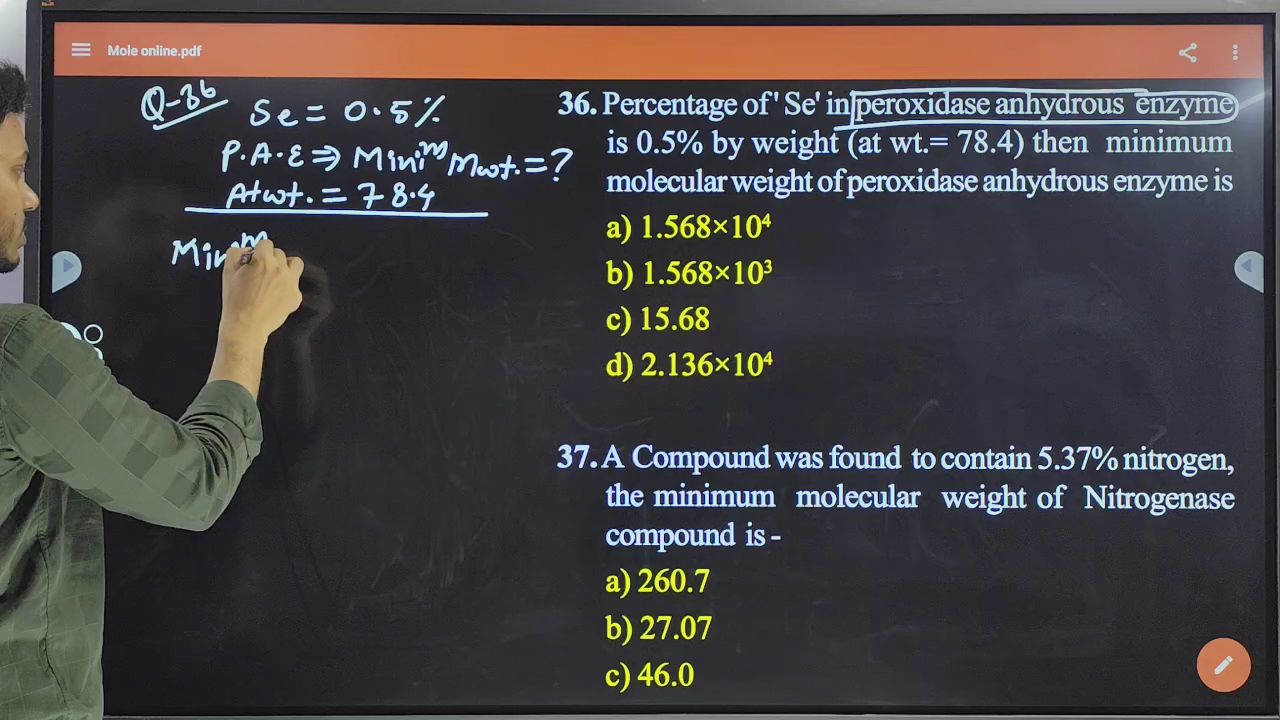 Mole online.pdf
Q-36
Se = 0.5%
P.A.E ⇒ Minim Mwt. = ?
At wt. = 78.4
Minim
36. Percentage of ' Se' in peroxidase anhydrous enzyme
is 0.5% by weight (at wt.= 78.4) then minimum
molecular weight of peroxidase anhydrous enzyme is
a) 1.568×10⁴
b) 1.568×10³
c) 15.68
d) 2.136×10⁴
37. A Compound was found to contain 5.37% nitrogen,
the minimum molecular weight of Nitrogenase
compound is -
a) 260.7
b) 27.07
c) 46.0